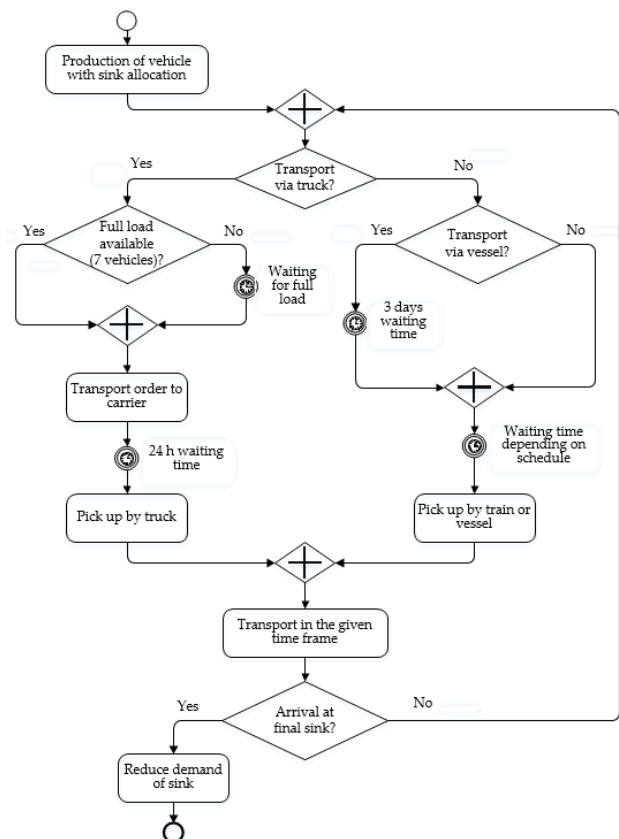 Production of vehicle
with sink allocation
Yes
Transport
via truck?
No
Yes
Full load
available
(7 vehicles)?
No
Yes
Transport
via vessel?
No
Waiting
for full
load
3 days
waiting
time
Transport order to
carrier
24 h waiting
time
Waiting time
depending on
schedule
Pick up by truck
Pick up by train or
vessel
Transport in the given
time frame
Yes
Arrival at
final sink?
No
Reduce demand
of sink